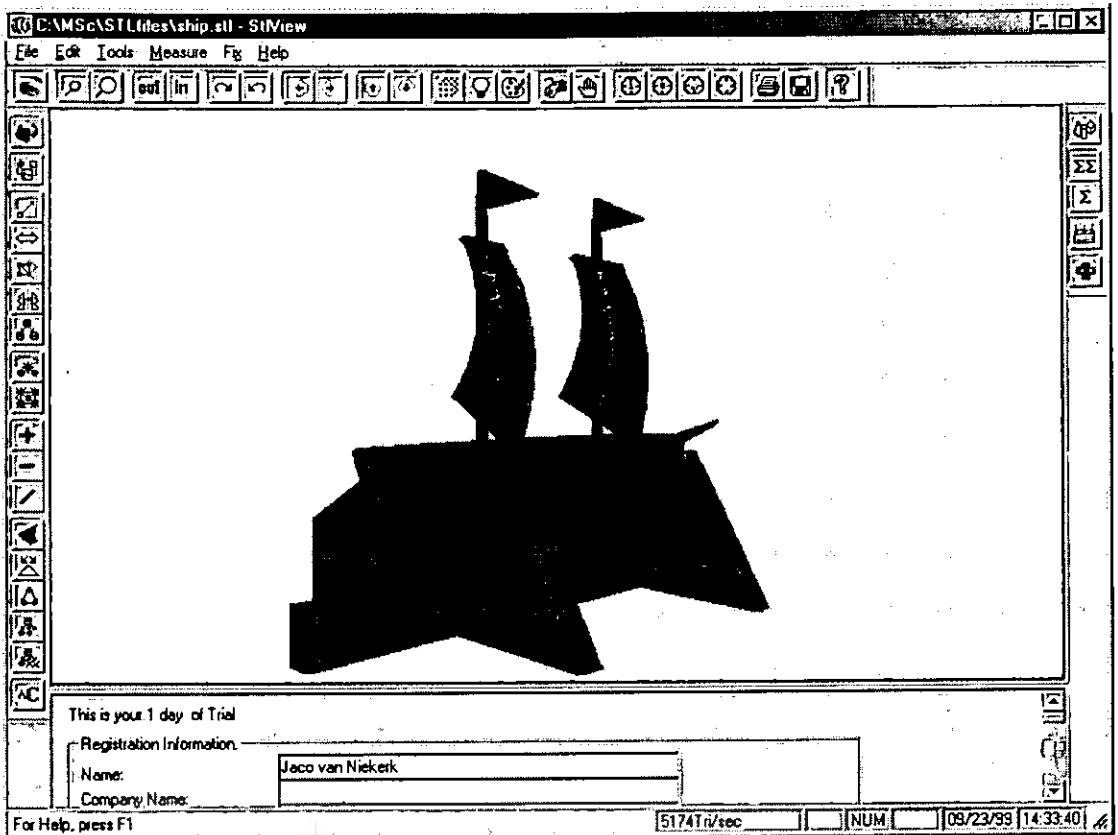 C:\MSc\STLfiles\ship.stl - StlView
File Edit Tools Measure Fix Help
out in
ΣΣ
Σ
This is your 1 day of Trial
Registration Information
Name: Jaco van Niekerk
Company Name:
For Help, press F1 5174Tri/sec NUM 09/23/99 14:33:40